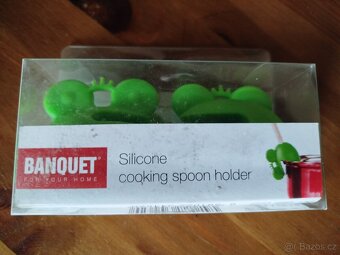 BANQUET®
FOR YOUR HOME
Silicone
cooking spoon holder
©Bazos.cz